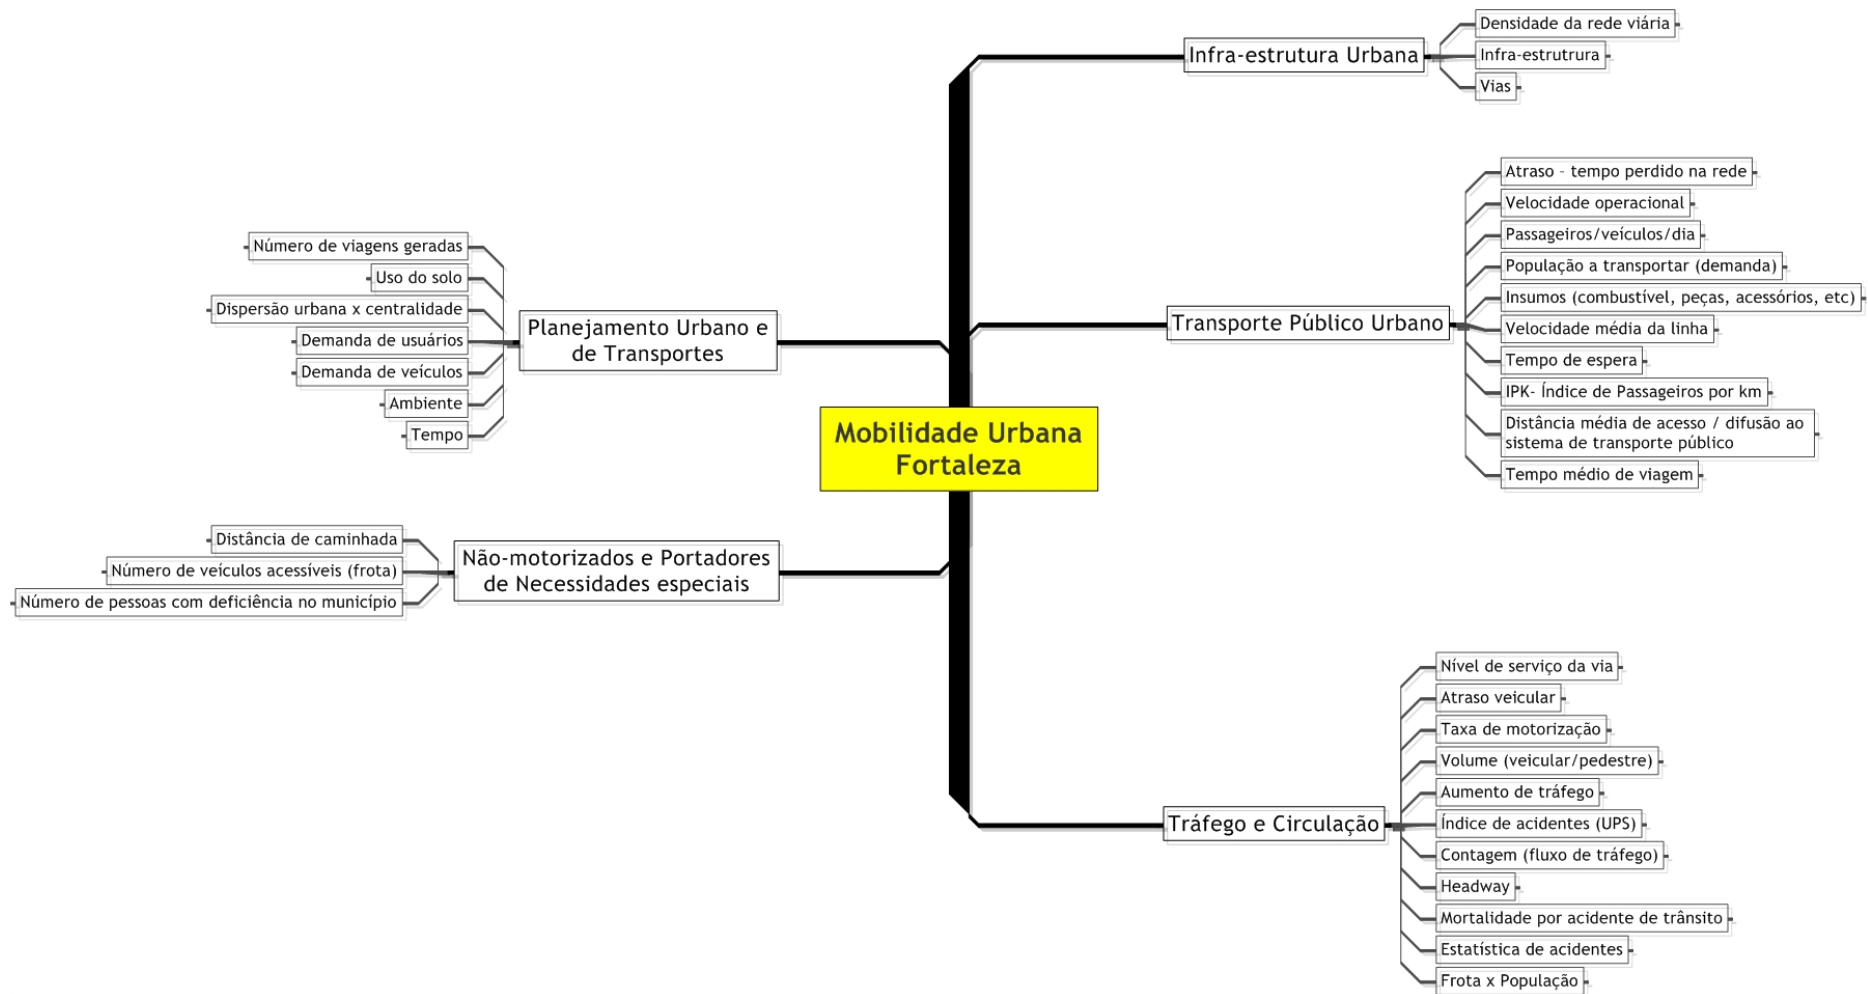 Mobilidade Urbana
Fortaleza
Infra-estrutura Urbana
Densidade da rede viária
Infra-estrutrura
Vias
Transporte Público Urbano
Atraso - tempo perdido na rede
Velocidade operacional
Passageiros/veículos/dia
População a transportar (demanda)
Insumos (combustível, peças, acessórios, etc)
Velocidade média da linha
Tempo de espera
IPK- Índice de Passageiros por km
Distância média de acesso / difusão ao
sistema de transporte público
Tempo médio de viagem
Tráfego e Circulação
Nível de serviço da via
Atraso veicular
Taxa de motorização
Volume (veicular/pedestre)
Aumento de tráfego
Índice de acidentes (UPS)
Contagem (fluxo de tráfego)
Headway
Mortalidade por acidente de trânsito
Estatística de acidentes
Frota x População
Planejamento Urbano e
de Transportes
Número de viagens geradas
Uso do solo
Dispersão urbana x centralidade
Demanda de usuários
Demanda de veículos
Ambiente
Tempo
Não-motorizados e Portadores
de Necessidades especiais
Distância de caminhada
Número de veículos acessíveis (frota)
Número de pessoas com deficiência no município